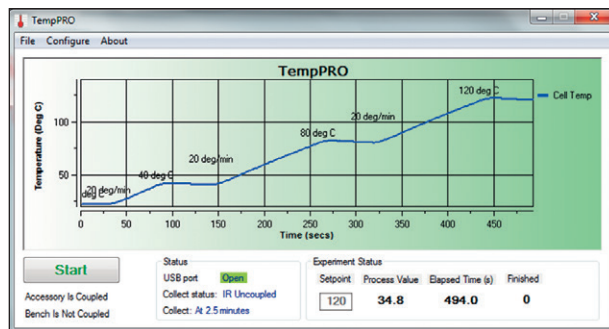 TempPRO
File Configure About
TempPRO
Temperature (Deg C)
100
50
deg C
20 deg/min
40 deg C
20 deg/min
80 deg C
20 deg/min
120 deg C
Cell Temp
0 50 100 150 200 250 300 350 400 450
Time (secs)
Start
Accessory Is Coupled
Bench Is Not Coupled
Status
USB port Open
Collect status: IR Uncoupled
Collect: At 2.5 minutes
Experiment Status
Setpoint Process Value Elapsed Time (s) Finished
120 34.8 494.0 0